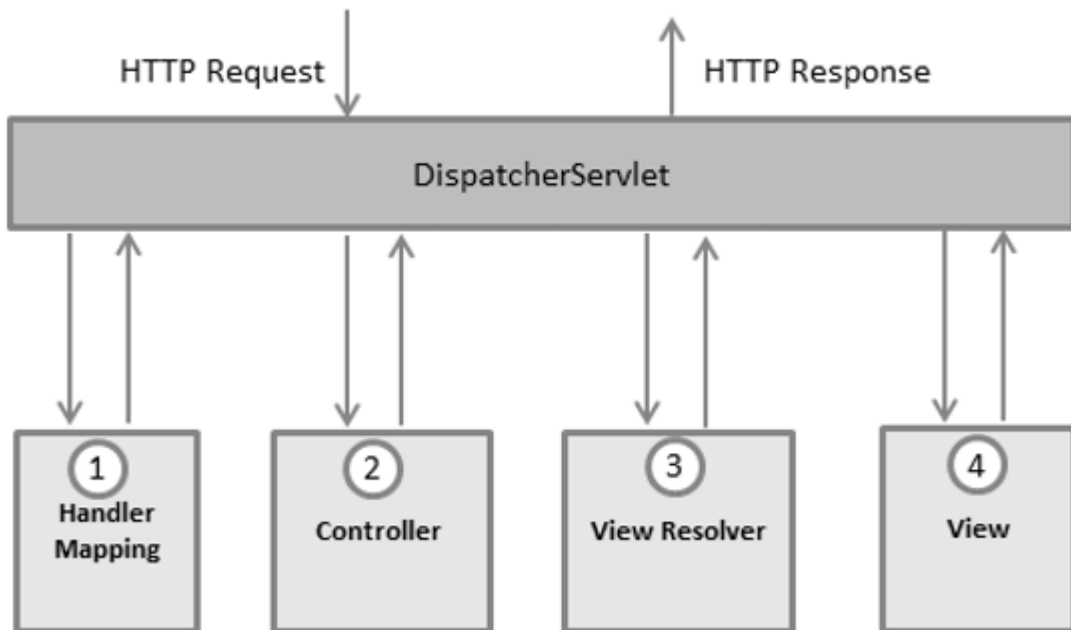 HTTP Request
HTTP Response
DispatcherServlet
1
Handler
Mapping
2
Controller
3
View Resolver
4
View